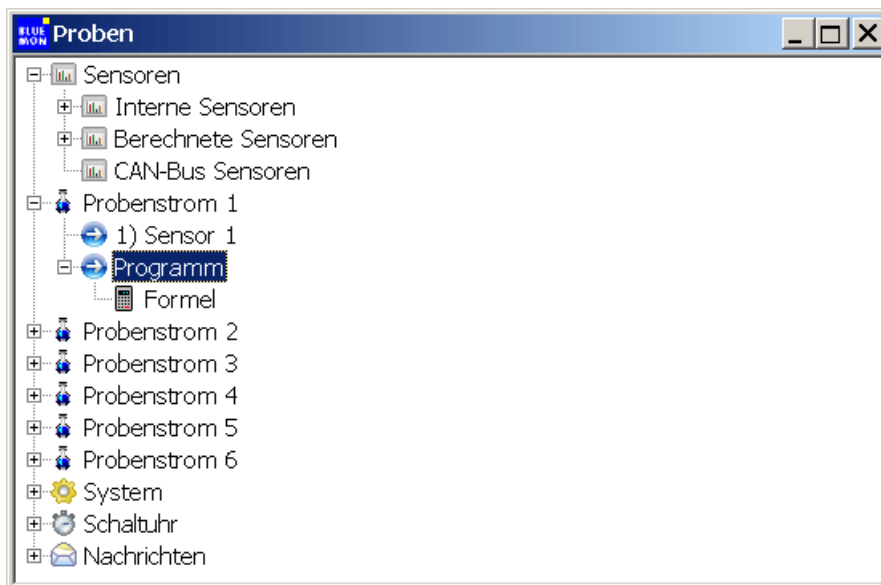 BLUE MON Proben
Sensoren
Interne Sensoren
Berechnete Sensoren
CAN-Bus Sensoren
Probenstrom 1
1) Sensor 1
Programm
Formel
Probenstrom 2
Probenstrom 3
Probenstrom 4
Probenstrom 5
Probenstrom 6
System
Schaltuhr
Nachrichten